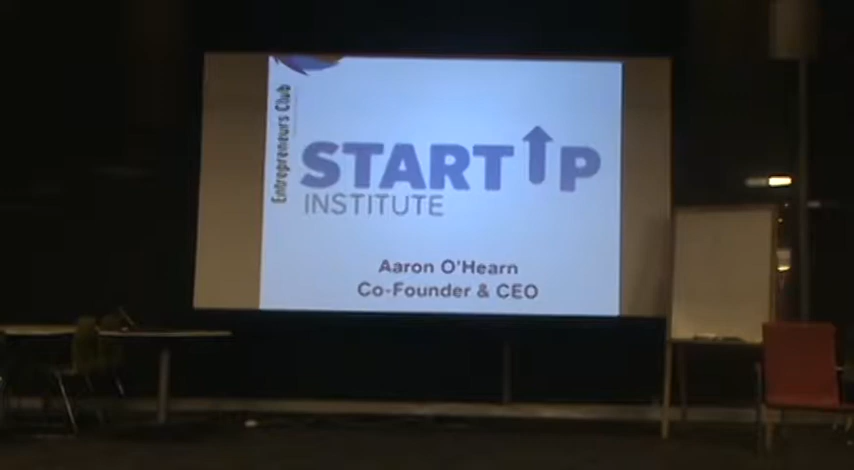 Entrepreneurs Club
STARTUP
INSTITUTE
Aaron O'Hearn
Co-Founder & CEO